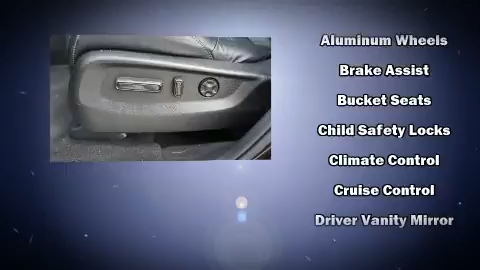 Aluminum Wheels
Brake Assist
Bucket Seats
Child Safety Locks
Climate Control
Cruise Control
Driver Vanity Mirror